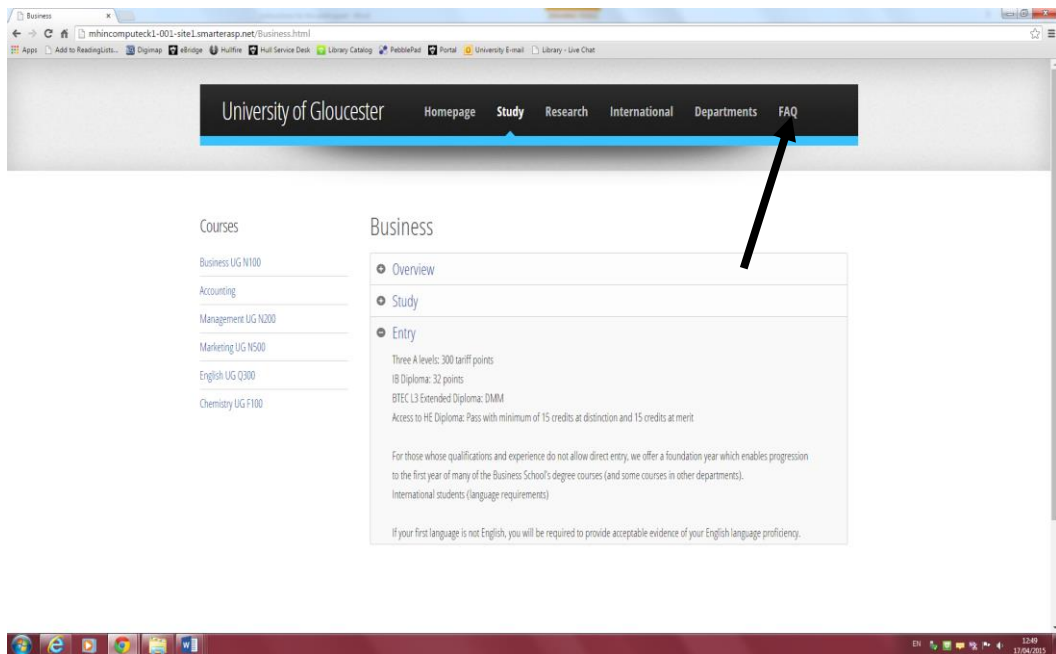 Business
mhincomputeck1-001-site1.smarterasp.net/Business.html
Apps Add to ReadingLists... Digimap eBridge Hullfire Hull Service Desk Library Catalog PebblePad Portal University E-mail Library - Live Chat
University of Gloucester Homepage Study Research International Departments FAQ
Courses
Business UG N100
Accounting
Management UG N200
Marketing UG N500
English UG Q300
Chemistry UG F100
Business
Overview
Study
Entry
Three A levels: 300 tariff points
IB Diploma: 32 points
BTEC L3 Extended Diploma: DMM
Access to HE Diploma: Pass with minimum of 15 credits at distinction and 15 credits at merit
For those whose qualifications and experience do not allow direct entry, we offer a foundation year which enables progression
to the first year of many of the Business School's degree courses (and some courses in other departments).
International students (language requirements)
If your first language is not English, you will be required to provide acceptable evidence of your English language proficiency.
EN 12:49
17/04/2015